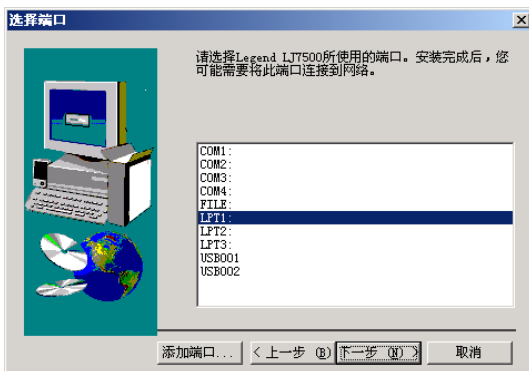 选择端口
请选择Legend LJ7500所使用的端口。安装完成后，您
可能需要将此端口连接到网络。
COM1:
COM2:
COM3:
COM4:
FILE:
LPT1:
LPT2:
LPT3:
USB001
USB002
添加端口... < 上一步 (B) 下一步 (N) > 取消